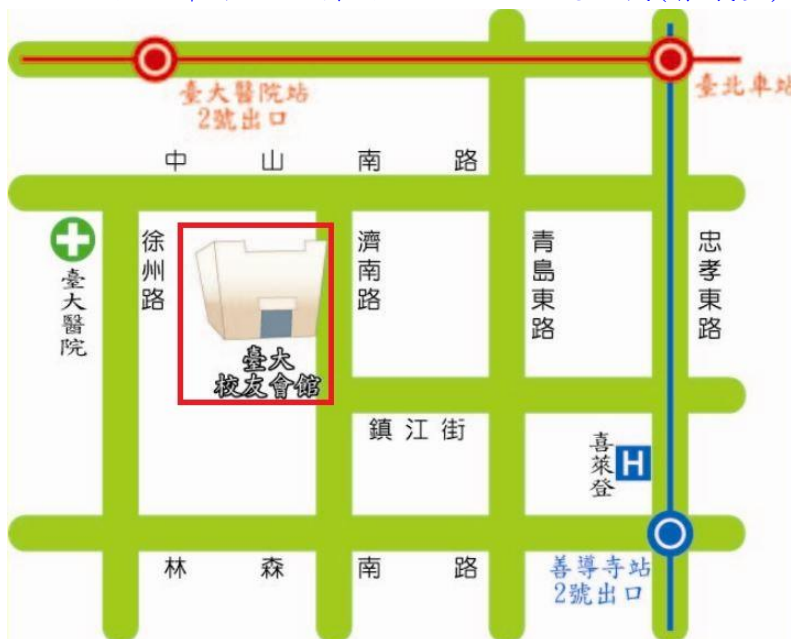 臺大醫院站
2號出口
臺北車站
中山南路
臺大醫院
徐州路
濟南路
青島東路
忠孝東路
臺大
校友會館
鎮江街
喜萊登
H
林森南路
善導寺站
2號出口